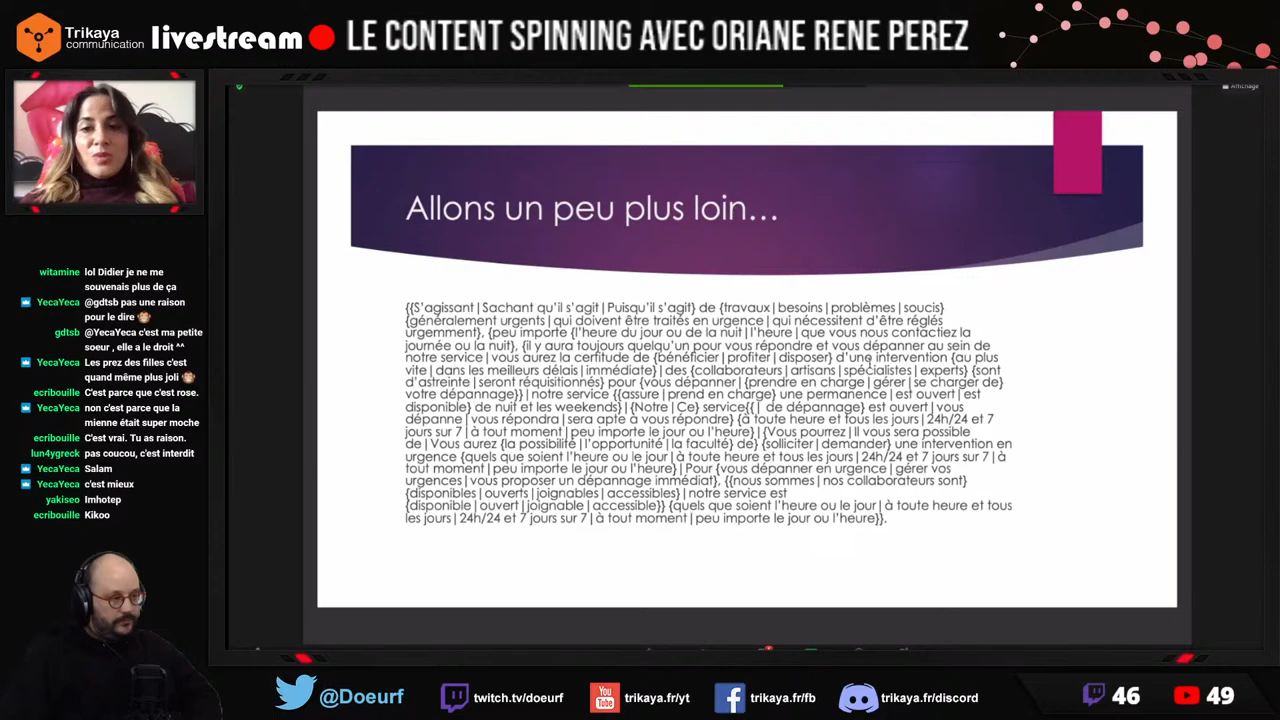 Trikaya
communication
livestream
LE CONTENT SPINNING AVEC ORIANE RENE PEREZ
Affichage
Allons un peu plus loin…
{{S'agissant | Sachant qu'il s'agit | Puisqu'il s'agit} de {travaux | besoins | problèmes | soucis}
{généralement urgents | qui doivent être traités en urgence | qui nécessitent d'être réglés
urgemment}, {peu importe {l'heure du jour ou de la nuit | l'heure | que vous nous contactiez la
journée ou la nuit}, {il y aura toujours quelqu'un pour vous répondre et vous dépanner au sein de
notre service | vous aurez la certitude de {bénéficier | profiter | disposer} d'une intervention {au plus
vite | dans les meilleurs délais | immédiate} | des {collaborateurs | artisans | spécialistes | experts} {sont
d'astreinte | seront réquisitionnés} pour {vous dépanner | {prendre en charge | gérer | se charger de}
votre dépannage}} | notre service {{assure | prend en charge} une permanence | est ouvert | est
disponible} de nuit et les weekends} | {Notre | Ce} service{{ | de dépannage} est ouvert | vous
dépanne | vous répondra | sera apte à vous répondre} {à toute heure et tous les jours | 24h/24 et 7
jours sur 7 | à tout moment | peu importe le jour ou l'heure} | {Vous pourrez | Il vous sera possible
de | Vous aurez {la possibilité | l'opportunité | la faculté} de} {solliciter | demander} une intervention en
urgence {quels que soient l'heure ou le jour | à toute heure et tous les jours | 24h/24 et 7 jours sur 7 | à
tout moment | peu importe le jour ou l'heure} | Pour {vous dépanner en urgence | gérer vos
urgences | vous proposer un dépannage immédiat}, {{nous sommes | nos collaborateurs sont}
{disponibles | ouverts | joignables | accessibles} | notre service est
{disponible | ouvert | joignable | accessible}} {quels que soient l'heure ou le jour | à toute heure et tous
les jours | 24h/24 et 7 jours sur 7 | à tout moment | peu importe le jour ou l'heure}}.
witamine lol Didier je ne me
souvenais plus de ça
YecaYeca @gdtsb pas une raison
pour le dire
gdtsb @YecaYeca c'est ma petite
soeur , elle a le droit ^^
YecaYeca Les prez des filles c'est
quand même plus joli
ecribouille C'est parce que c'est rose.
YecaYeca non c'est parce que la
mienne était super moche
ecribouille C'est vrai. Tu as raison.
lun4ygreck pas coucou, c'est interdit
YecaYeca Salam
YecaYeca c'est mieux
yakiseo Imhotep
ecribouille Kikoo
@Doeurf
twitch.tv/doeurf
You
Tube
trikaya.fr/yt
trikaya.fr/fb
trikaya.fr/discord
46
49